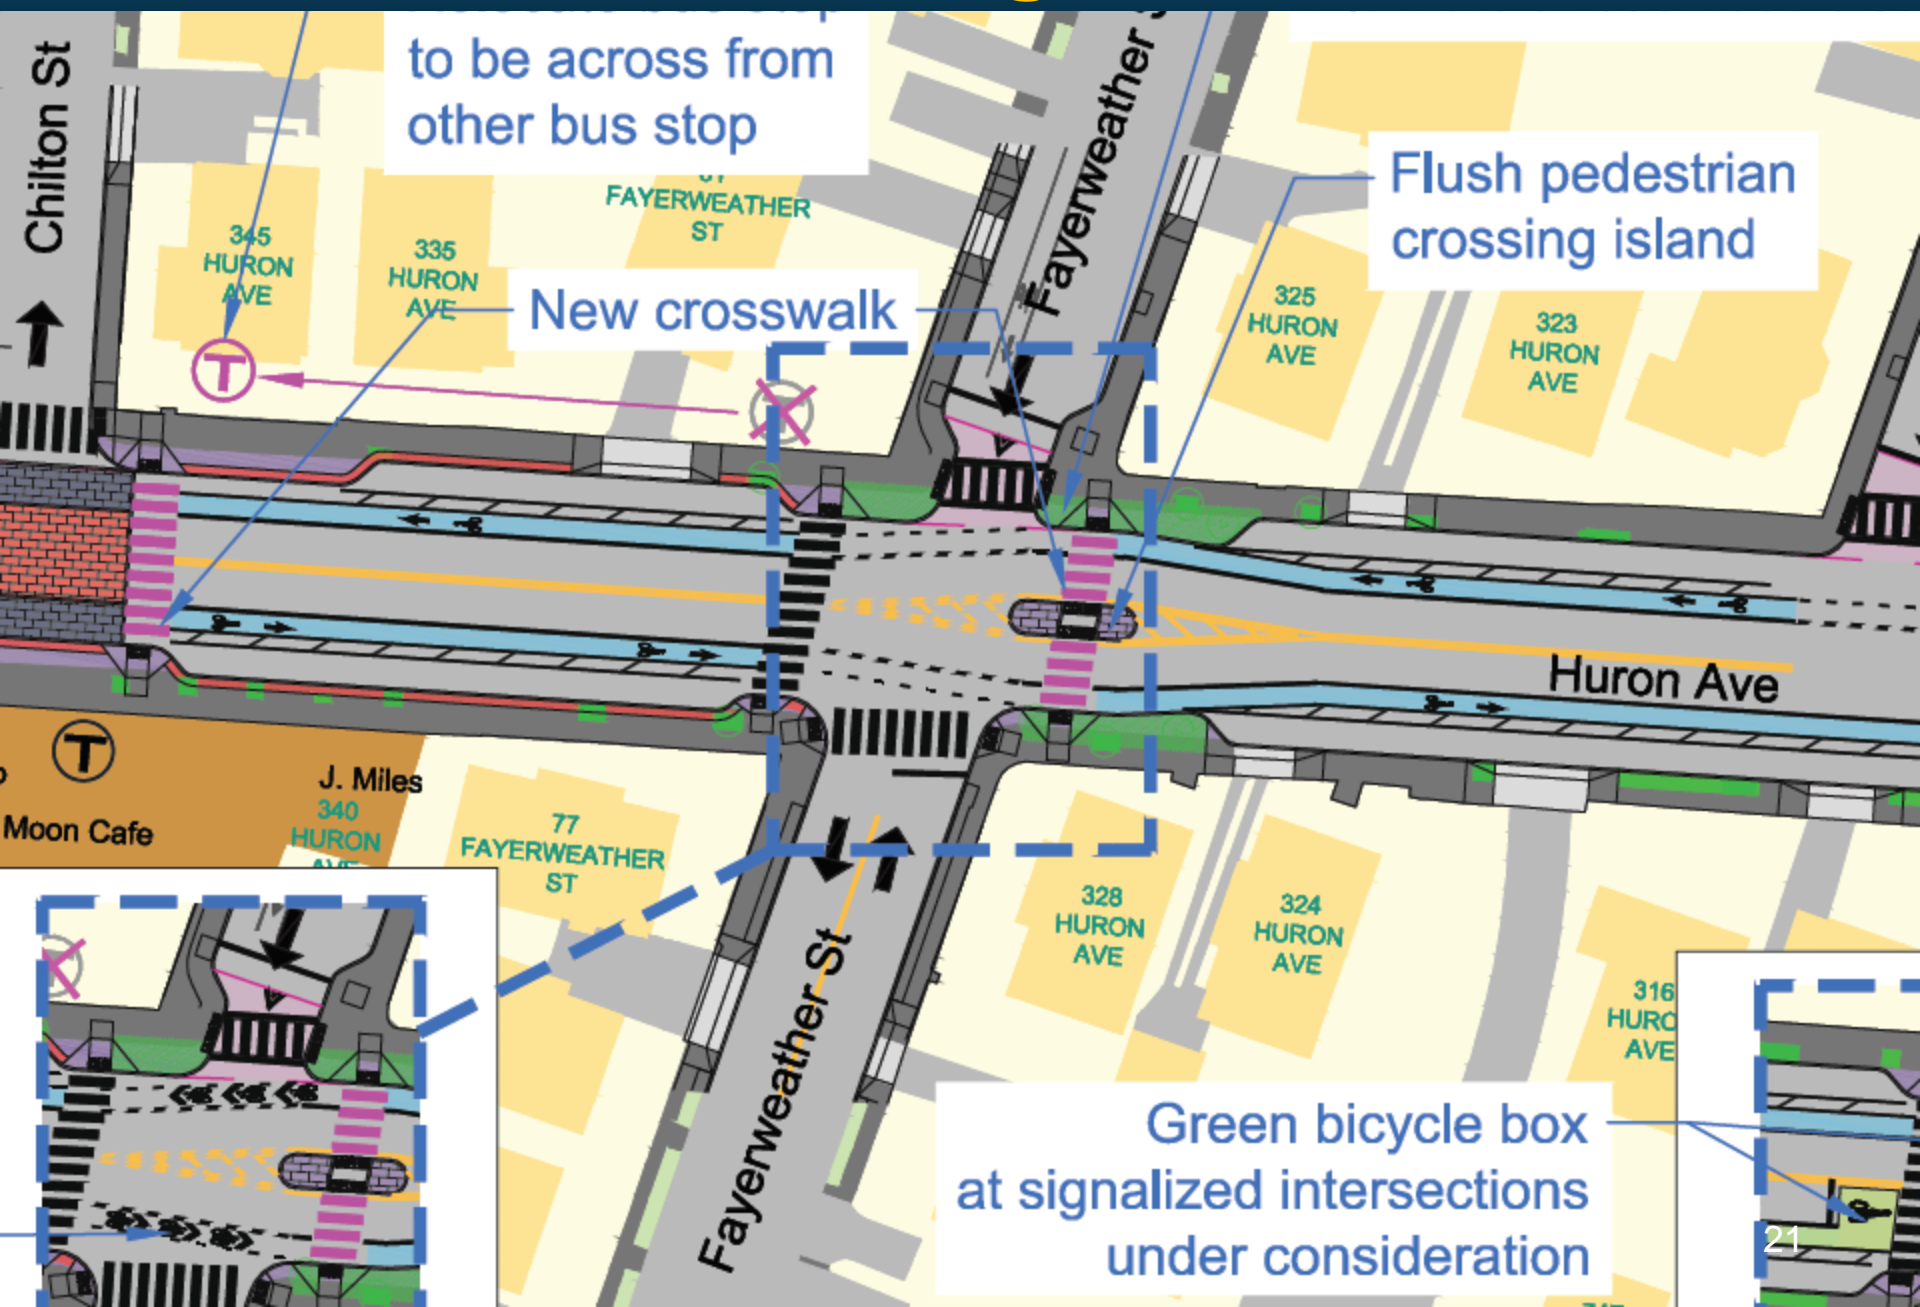 to be across from
other bus stop
Chilton St
Fayerweather
FAYERWEATHER
ST
Flush pedestrian
crossing island
345
HURON
AVE
335
HURON
AVE
New crosswalk
325
HURON
AVE
323
HURON
AVE
T
T
Huron Ave
J. Miles
340
HURON
Moon Cafe
77
FAYERWEATHER
ST
328
HURON
AVE
324
HURON
AVE
316
HURO
AVE
Fayerweather St
Green bicycle box
at signalized intersections
under consideration
21